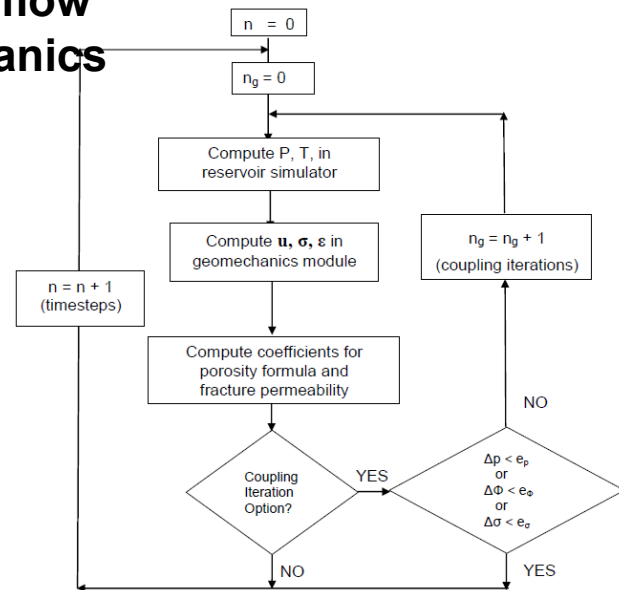 anics
n = 0
n_g = 0
Compute P, T, in
reservoir simulator
Compute u, σ, ε in
geomechanics module
n_g = n_g + 1
(coupling iterations)
n = n + 1
(timesteps)
Compute coefficients for
porosity formula and
fracture permeability
NO
Coupling
Iteration
Option?
YES
Δp < e_p
or
ΔΦ < e_Φ
or
Δσ < e_σ
NO
YES